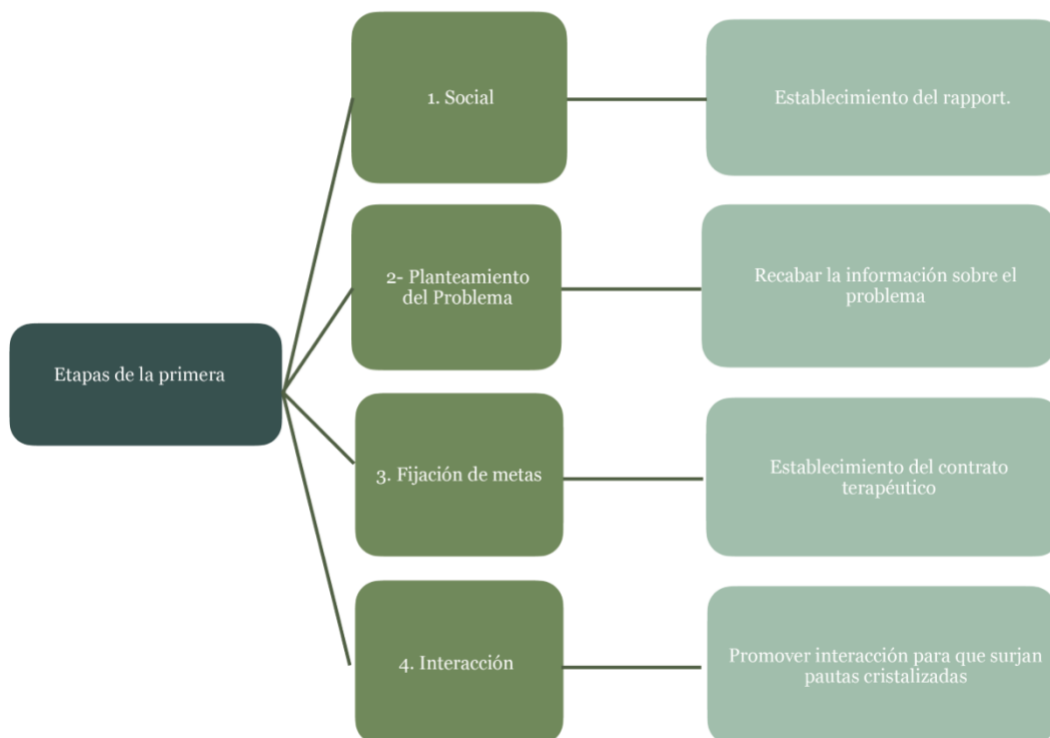 Etapas de la primera
1. Social
Establecimiento del rapport.
2- Planteamiento
del Problema
Recabar la información sobre el
problema
3. Fijación de metas
Establecimiento del contrato
terapéutico
4. Interacción
Promover interacción para que surjan
pautas cristalizadas